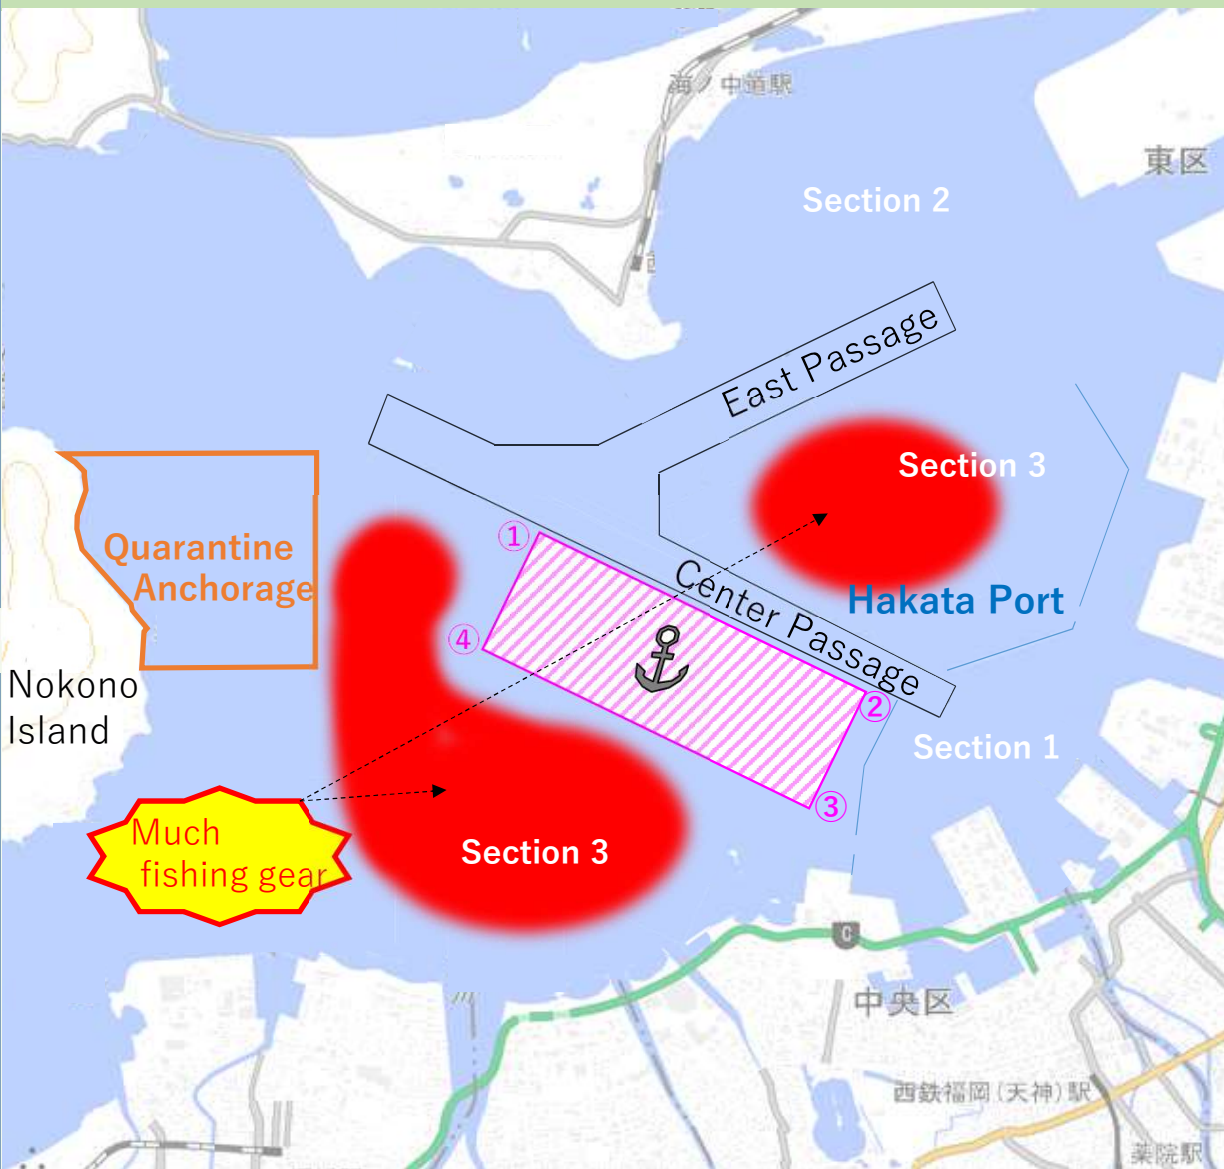 海ノ中道駅
東区
Section 2
East Passage
Section 3
①
Quarantine
Anchorage
Center Passage
Hakata Port
④
Nokono
Island
②
Section 1
③
Much
fishing gear
Section 3
C
中央区
西鉄福岡(天神)駅
薬院駅